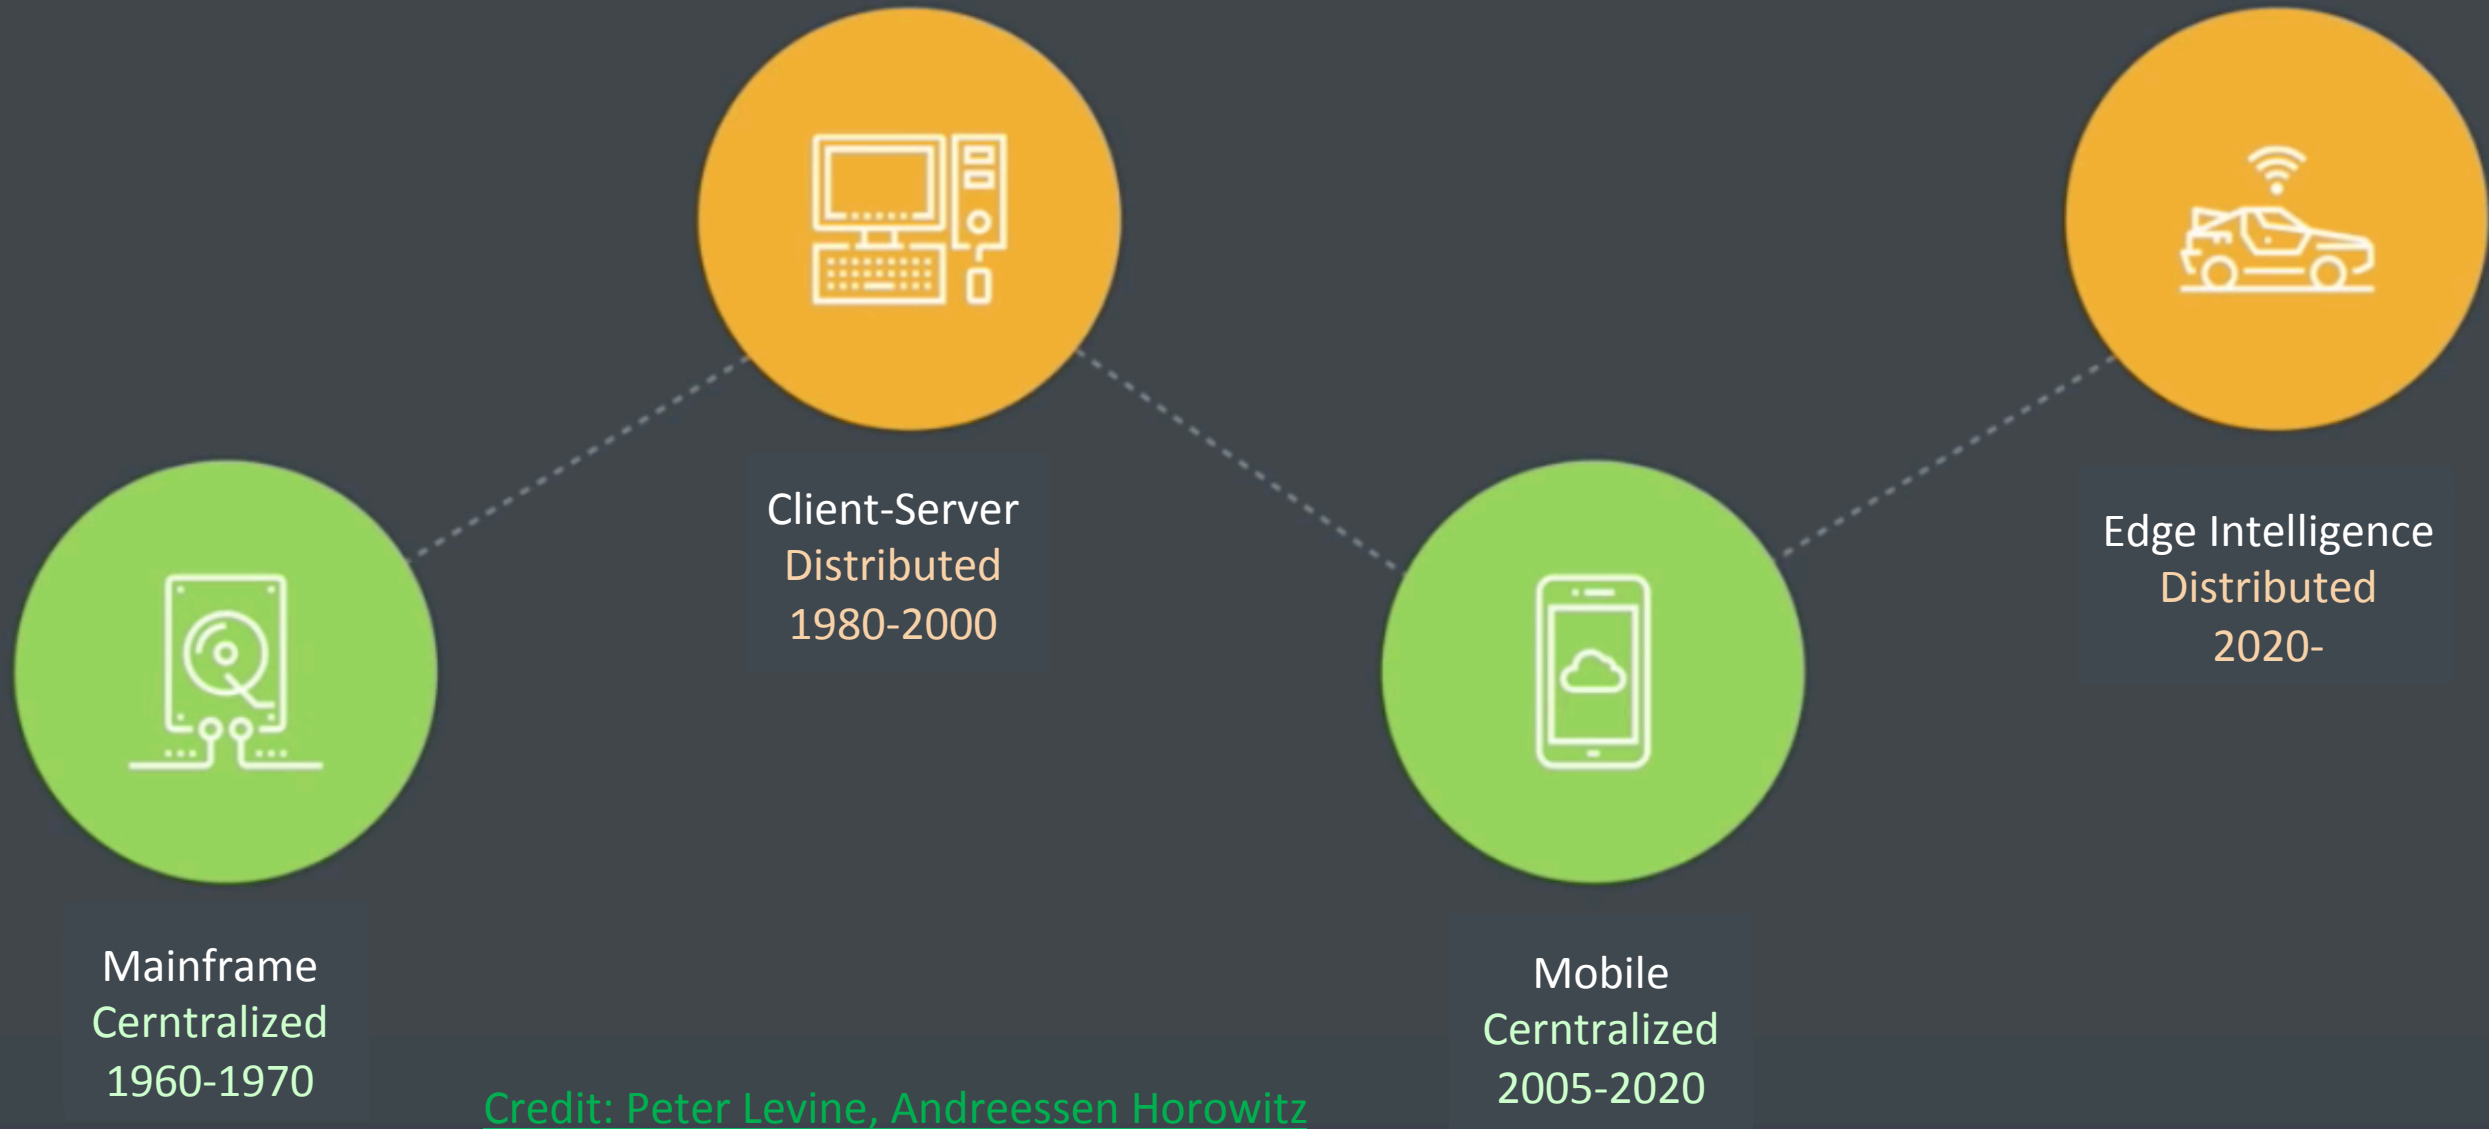 Client-Server
Distributed
1980-2000
Edge Intelligence
Distributed
2020-
Mainframe
Cerntralized
1960-1970
Mobile
Cerntralized
2005-2020
Credit: Peter Levine, Andreessen Horowitz